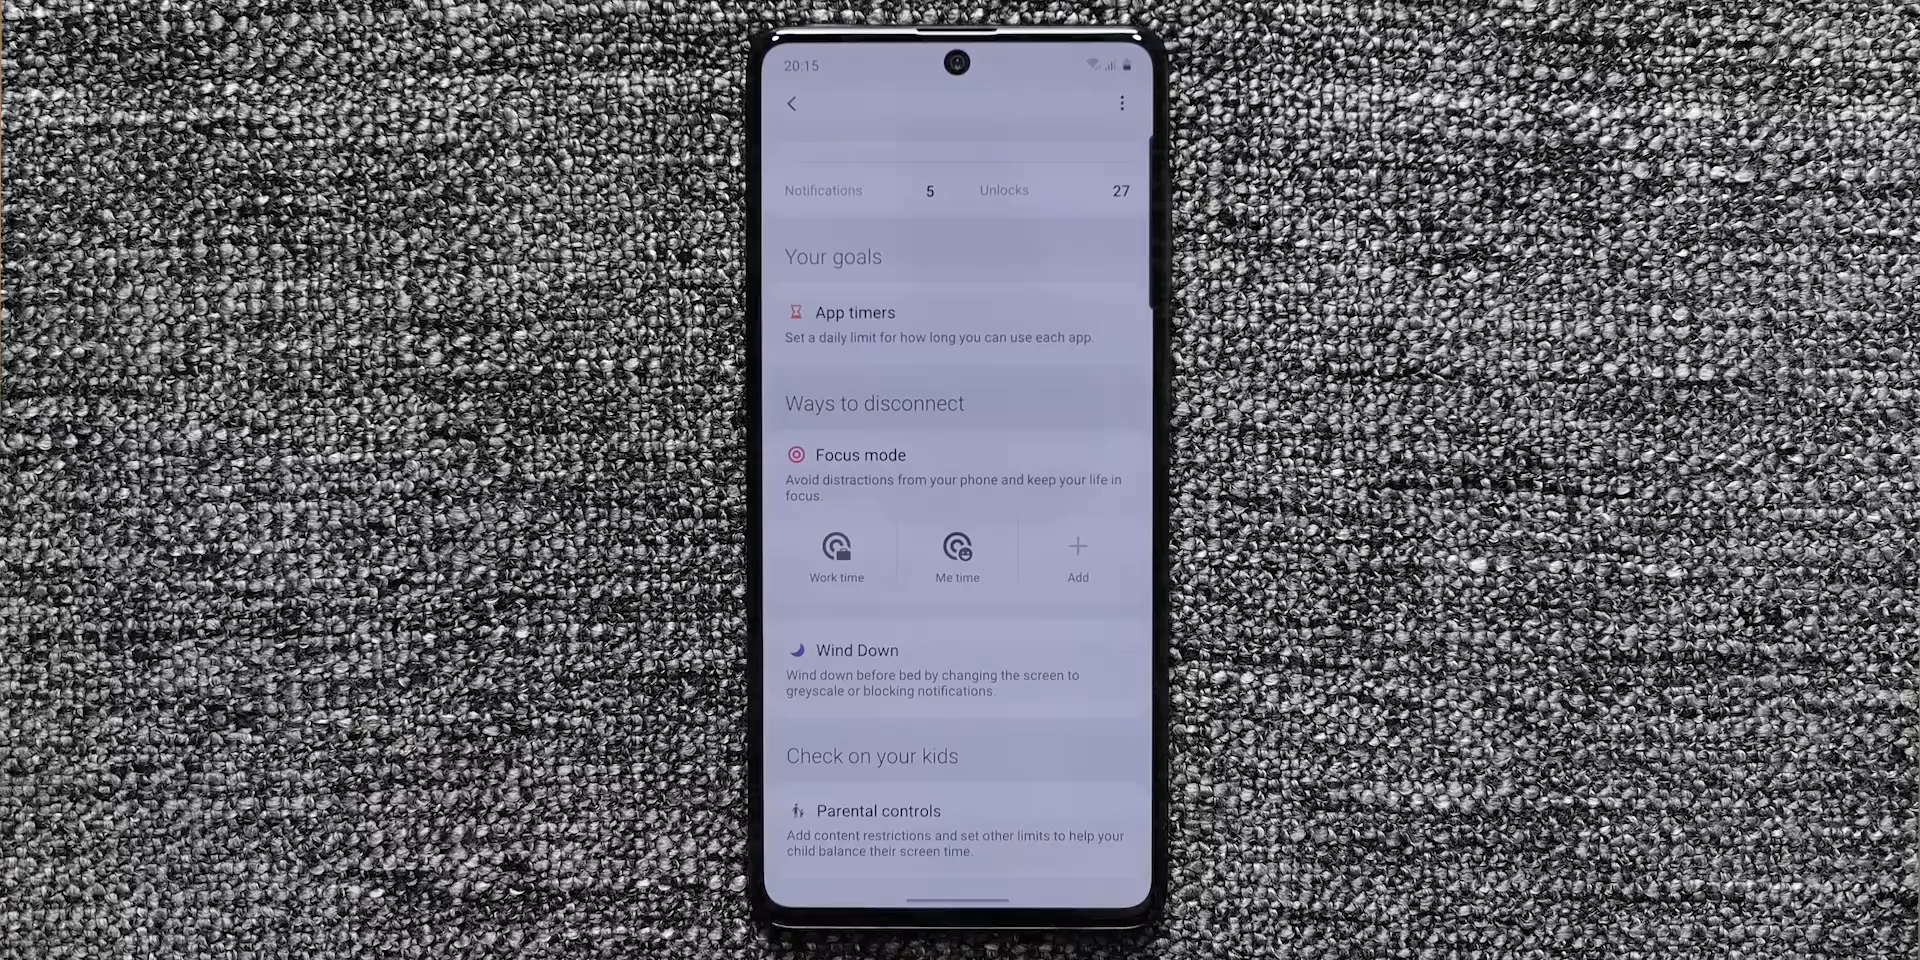 20:15
Notifications 5 Unlocks 27
Your goals
App timers
Set a daily limit for how long you can use each app.
Ways to disconnect
Focus mode
Avoid distractions from your phone and keep your life in
focus.
Work time Me time Add
Wind Down
Wind down before bed by changing the screen to
greyscale or blocking notifications.
Check on your kids
Parental controls
Add content restrictions and set other limits to help your
child balance their screen time.